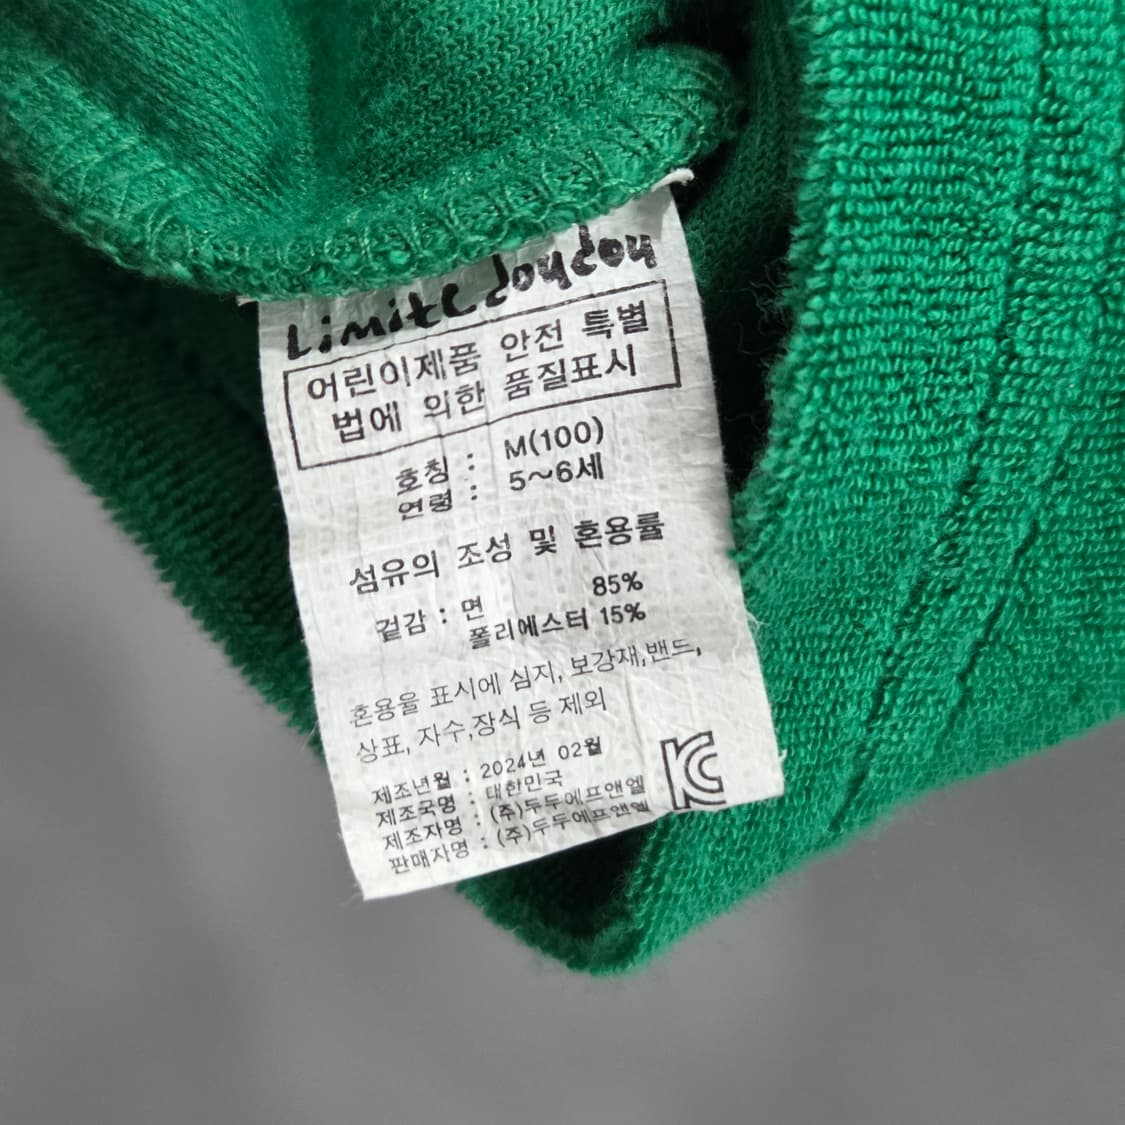 Limite doudou
어린이제품 안전 특별
법에 의한 품질표시
호칭 : M(100)
연령 : 5~6세
섬유의 조성 및 혼용률
겉감 : 면 85%
폴리에스터 15%
혼용율 표시에 심지, 보강재,밴드,
상표, 자수,장식 등 제외
제조년월 : 2024년 02월
제조국명 : 대한민국
제조자명 : (주)두두에프앤엘
판매자명 : (주)두두에프앤엘
KC